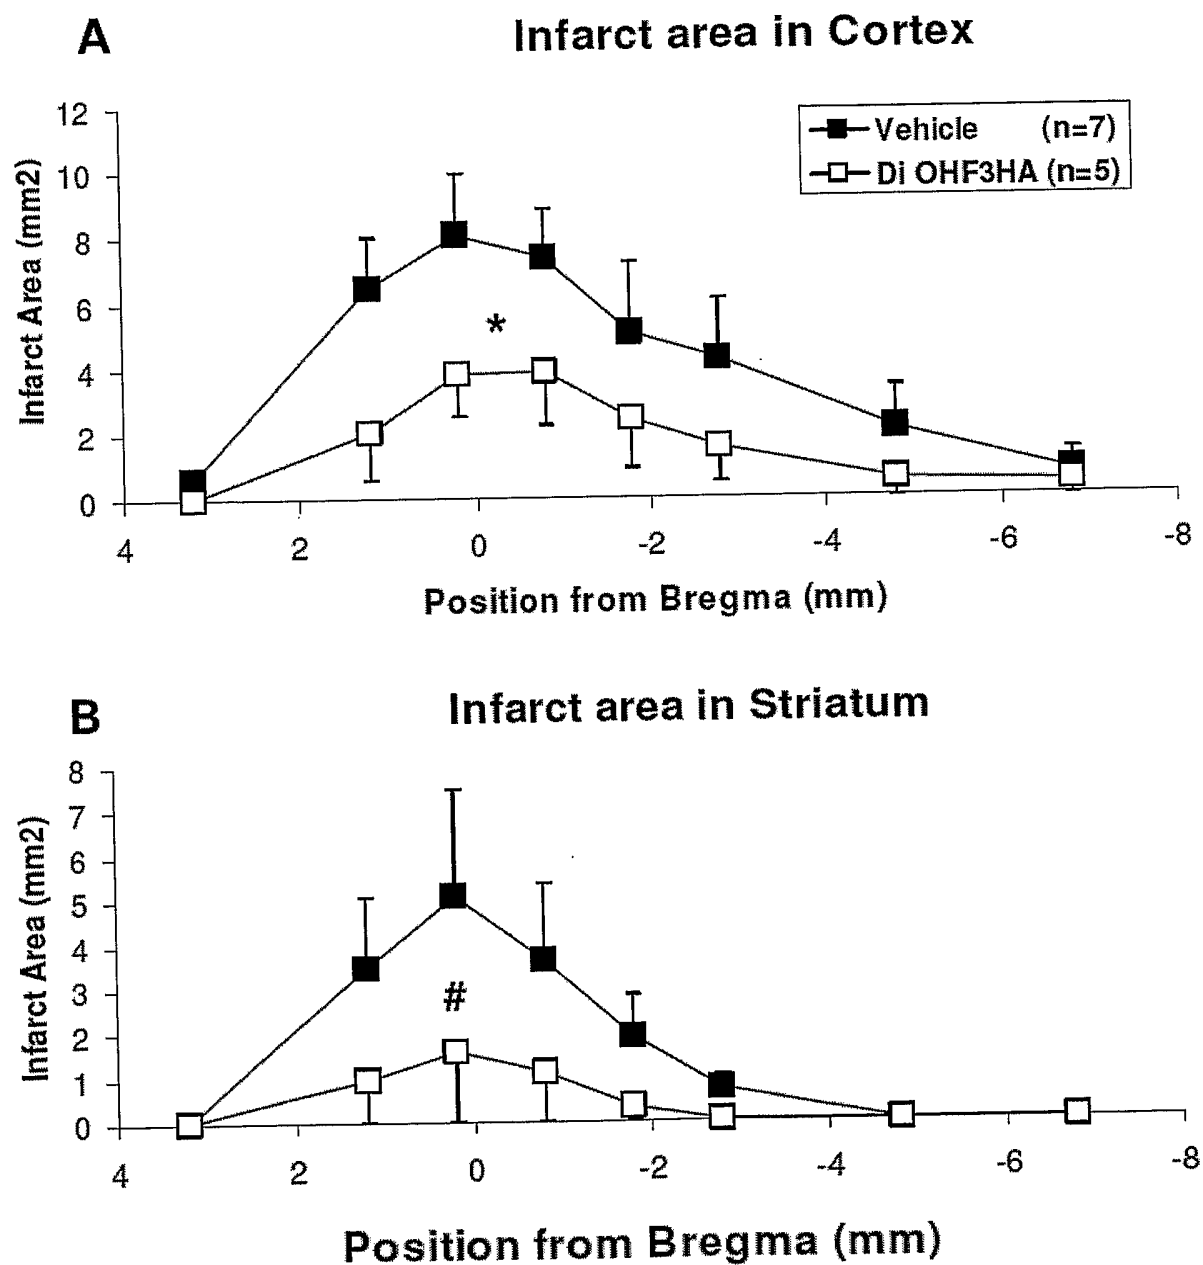 A
Infarct area in Cortex
Vehicle (n=7)
Di OHF3HA (n=5)
Infarct Area (mm2)
12
10
8
6
4
2
0
*
4 2 0 -2 -4 -6 -8
Position from Bregma (mm)
B
Infarct area in Striatum
Infarct Area (mm2)
8
7
6
5
4
3
2
1
0
#
4 2 0 -2 -4 -6 -8
Position from Bregma (mm)